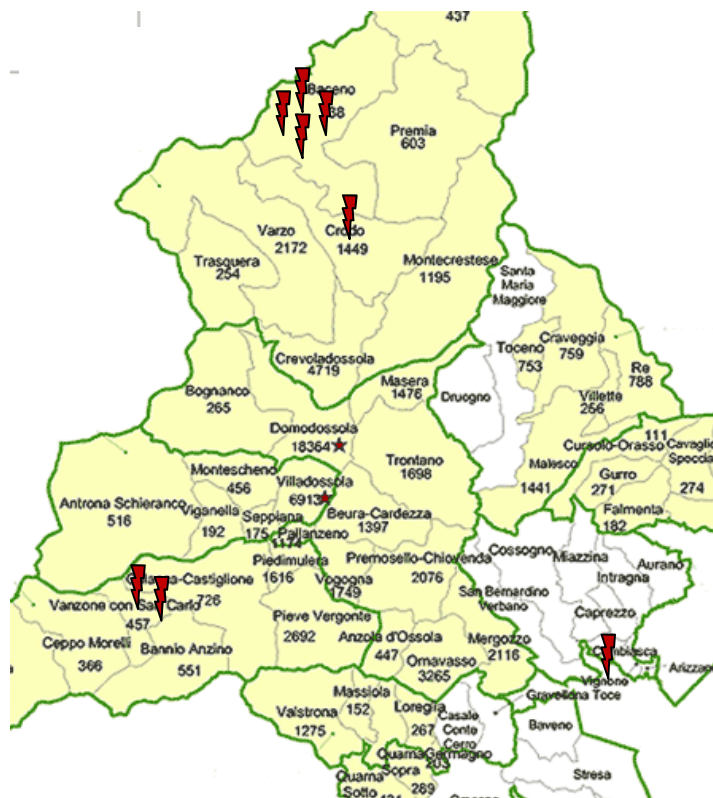 437
Baceno
Premia
603
Varzo
2172
Crodo
1449
Trasquera
254
Montecrestese
1195
Santa
Maria
Maggiore
Craveggia
759
Toceno
753
Re
788
Crevoladossola
4719
Masera
1476
Druogno
Villette
256
Bognanco
265
Domodossola
18364
111
Cursolo-Orasso
Trontano
1698
Malesco
1441
Gurro
271
274
Montescheno
456
Villadossola
6913
Antrona Schieranco
516
Viganella
192
Seppiana
175
Beura-Cardezza
1397
Falmenta
182
Pallanzeno
1174
Cossogno
Miazzina
Aurano
Intragna
Piedimulera
1616
Premosello-Chiovenda
2076
Vogogna
1749
-Castiglione
726
San Bernardino
Verbano
Caprezzo
Vanzone con San Carlo
457
Pieve Vergonte
2692
Anzola d'Ossola
447
Mergozzo
2116
Ceppo Morelli
366
Bannio Anzino
551
Ornavasso
3265
Vignone
Gravellona Toce
Massiola
152
Valstrona
1275
Loreglia
267
Casale
Corte
Cerro
Baveno
Quarna
Sopra
289
Germagno
203
Stresa
Quarna
Sotto